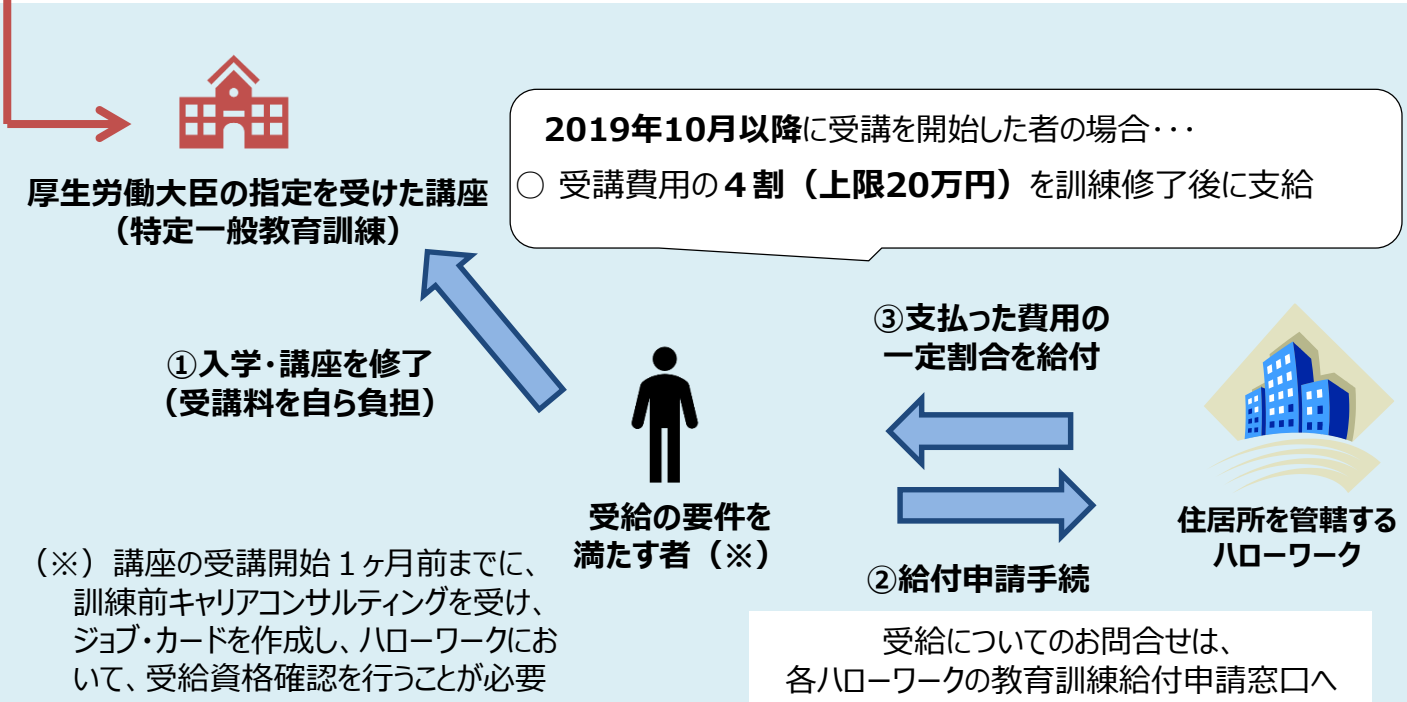 2019年10月以降に受講を開始した者の場合・・・
○ 受講費用の４割（上限20万円）を訓練修了後に支給
厚生労働大臣の指定を受けた講座
（特定一般教育訓練）
①入学・講座を修了
（受講料を自ら負担）
③支払った費用の
一定割合を給付
受給の要件を
満たす者（※）
②給付申請手続
住居所を管轄する
ハローワーク
（※）講座の受講開始１ヶ月前までに、
訓練前キャリアコンサルティングを受け、
ジョブ・カードを作成し、ハローワークにお
いて、受給資格確認を行うことが必要
受給についてのお問合せは、
各ハローワークの教育訓練給付申請窓口へ